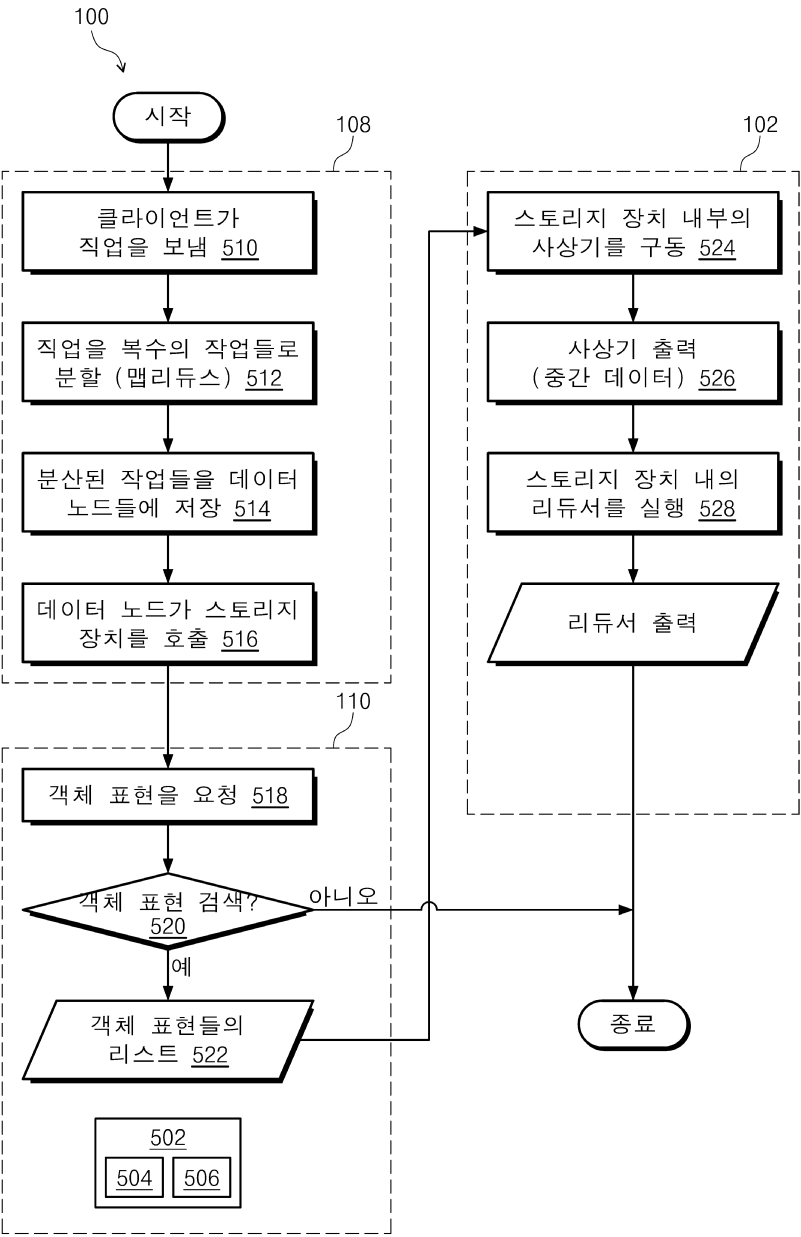 100
시작
108
클라이언트가
직업을 보냄 510
직업을 복수의 작업들로
분할 (맵리듀스) 512
분산된 작업들을 데이터
노드들에 저장 514
데이터 노드가 스토리지
장치를 호출 516
110
객체 표현을 요청 518
객체 표현 검색?
520
아니오
예
객체 표현들의
리스트 522
502
504
506
102
스토리지 장치 내부의
사상기를 구동 524
사상기 출력
(중간 데이터) 526
스토리지 장치 내의
리듀서를 실행 528
리듀서 출력
종료